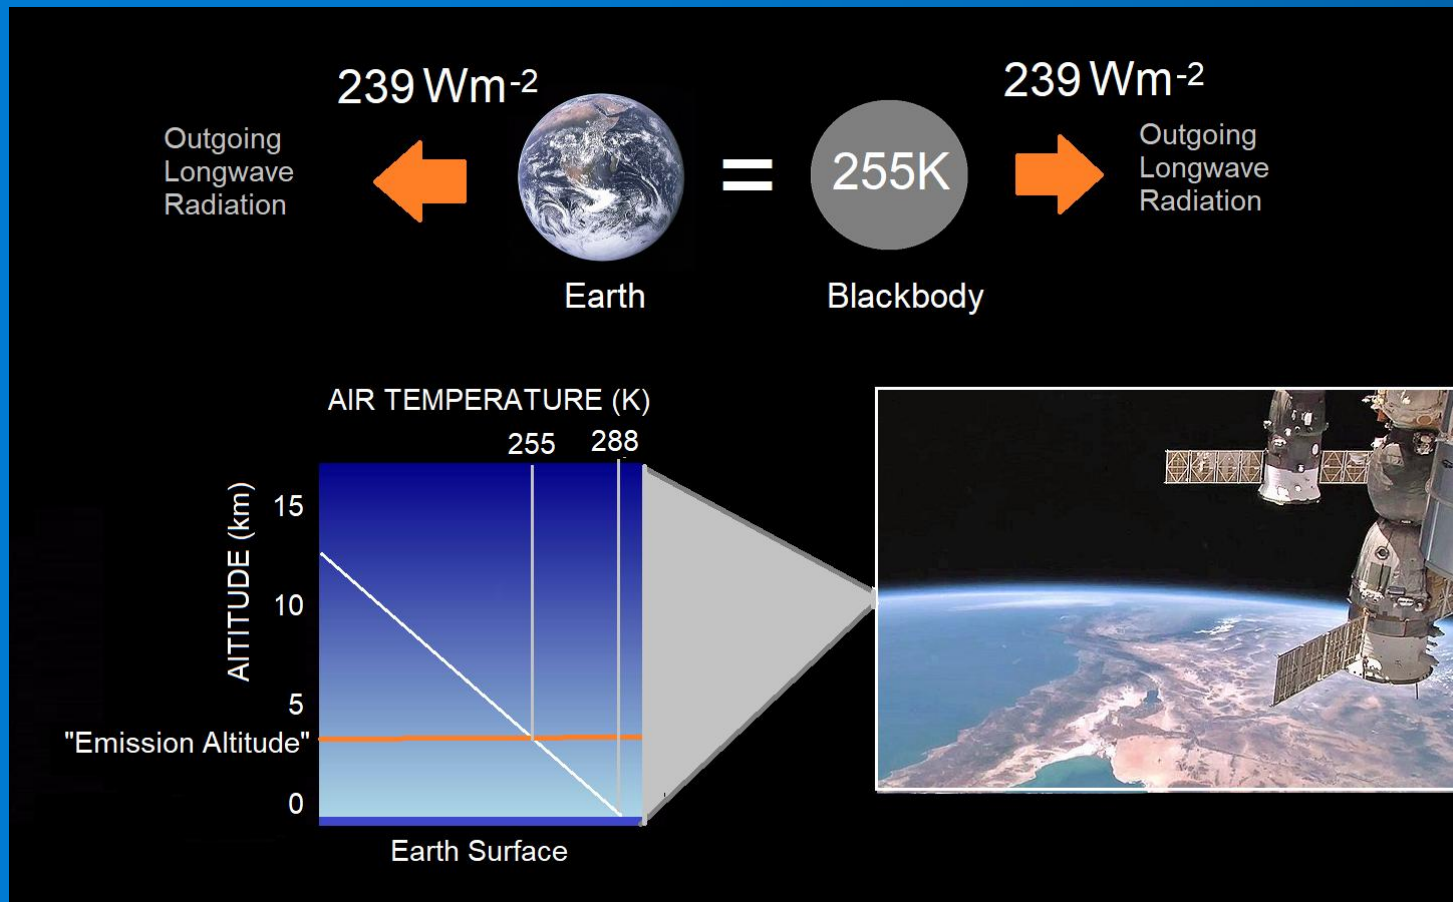 239 Wm-2
239 Wm-2
Outgoing
Longwave
Radiation
=
255K
Outgoing
Longwave
Radiation
Earth
Blackbody
AIR TEMPERATURE (K)
255 288
AlTITUDE (km)
15
10
5
"Emission Altitude"
0
Earth Surface